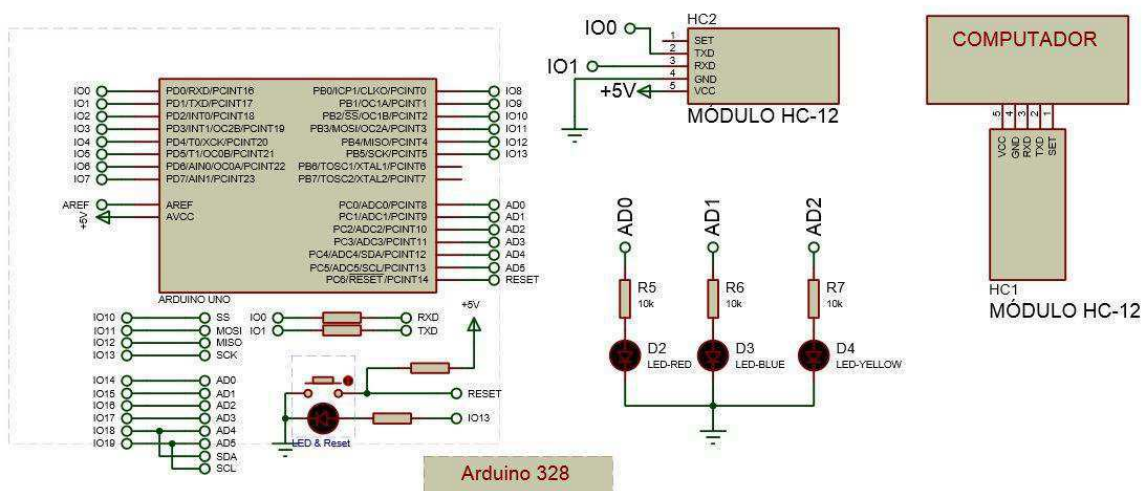 IO0
IO1
IO2
IO3
IO4
IO5
IO6
IO7
AREF
+5V
PD0/RXD/PCINT16
PD1/TXD/PCINT17
PD2/INT0/PCINT18
PD3/INT1/OC2B/PCINT19
PD4/T0/XCK/PCINT20
PD5/T1/OC0B/PCINT21
PD6/AIN0/OC0A/PCINT22
PD7/AIN1/PCINT23
AREF
AVCC
PB0/ICP1/CLKO/PCINT0
PB1/OC1A/PCINT1
PB2/SS/OC1B/PCINT2
PB3/MOSI/OC2A/PCINT3
PB4/MISO/PCINT4
PB5/SCK/PCINT5
PB6/TOSC1/XTAL1/PCINT6
PB7/TOSC2/XTAL2/PCINT7
PC0/ADC0/PCINT8
PC1/ADC1/PCINT9
PC2/ADC2/PCINT10
PC3/ADC3/PCINT11
PC4/ADC4/SDA/PCINT12
PC5/ADC5/SCL/PCINT13
PC6/RESET/PCINT14
IO8
IO9
IO10
IO11
IO12
IO13
AD0
AD1
AD2
AD3
AD4
AD5
RESET
ARDUINO UNO
IO10 SS
IO11 MOSI
IO12 MISO
IO13 SCK
IO0 RXD
IO1 TXD
+5V
IO14 AD0
IO15 AD1
IO16 AD2
IO17 AD3
IO18 AD4
IO19 AD5
SDA
SCL
RESET
IO13
LED & Reset
Arduino 328
HC2
IO0
IO1
+5V
1 SET
2 TXD
3 RXD
4 GND
5 VCC
MÓDULO HC-12
AD0
AD1
AD2
R5
10k
R6
10k
R7
10k
D2
LED-RED
D3
LED-BLUE
D4
LED-YELLOW
COMPUTADOR
5 4 3 2 1
VCC
GND
RXD
TXD
SET
HC1
MÓDULO HC-12